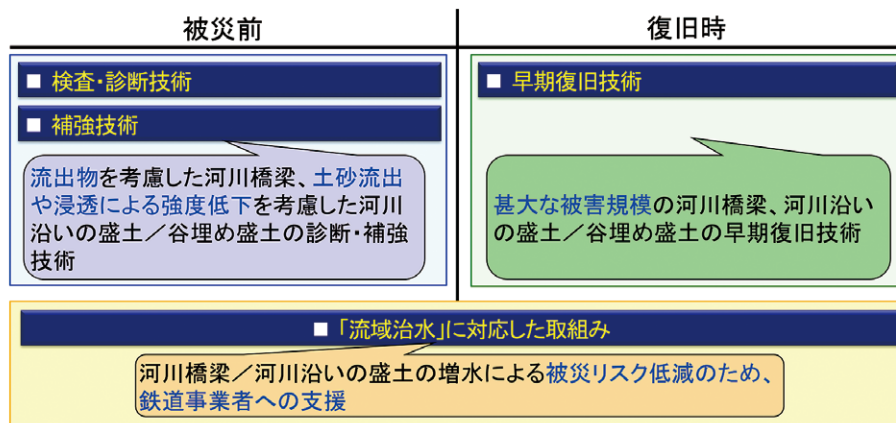 被災前
■ 検査・診断技術
■ 補強技術
流出物を考慮した河川橋梁、土砂流出
や浸透による強度低下を考慮した河川
沿いの盛土／谷埋め盛土の診断・補強
技術
復旧時
■ 早期復旧技術
甚大な被害規模の河川橋梁、河川沿い
の盛土／谷埋め盛土の早期復旧技術
■ 「流域治水」に対応した取組み
河川橋梁／河川沿いの盛土の増水による被災リスク低減のため、
鉄道事業者への支援